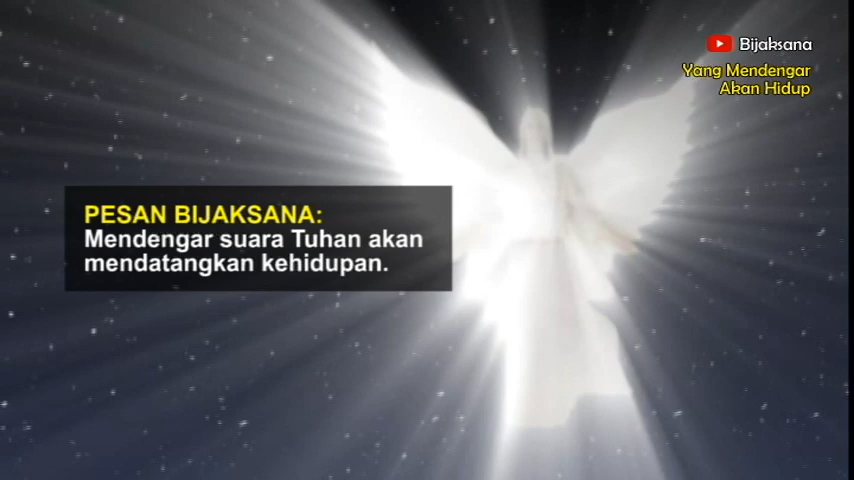 Bijaksana
Yang Mendengar
Akan Hidup
PESAN BIJAKSANA:
Mendengar suara Tuhan akan
mendatangkan kehidupan.